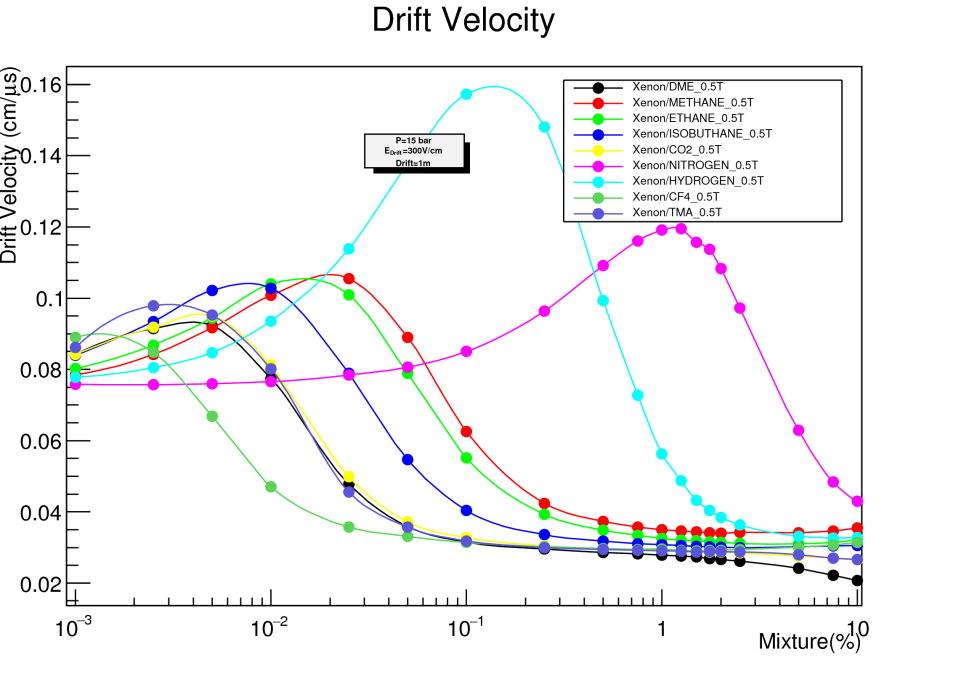 Drift Velocity
Drift Velocity (cm/μs)
0.16
0.14
0.12
0.1
0.08
0.06
0.04
0.02
P=15 bar
EDrift=300V/cm
Drift=1m
Xenon/DME_0.5T
Xenon/METHANE_0.5T
Xenon/ETHANE_0.5T
Xenon/ISOBUTHANE_0.5T
Xenon/CO2_0.5T
Xenon/NITROGEN_0.5T
Xenon/HYDROGEN_0.5T
Xenon/CF4_0.5T
Xenon/TMA_0.5T
10⁻³ 10⁻² 10⁻¹ 1 10
Mixture(%)